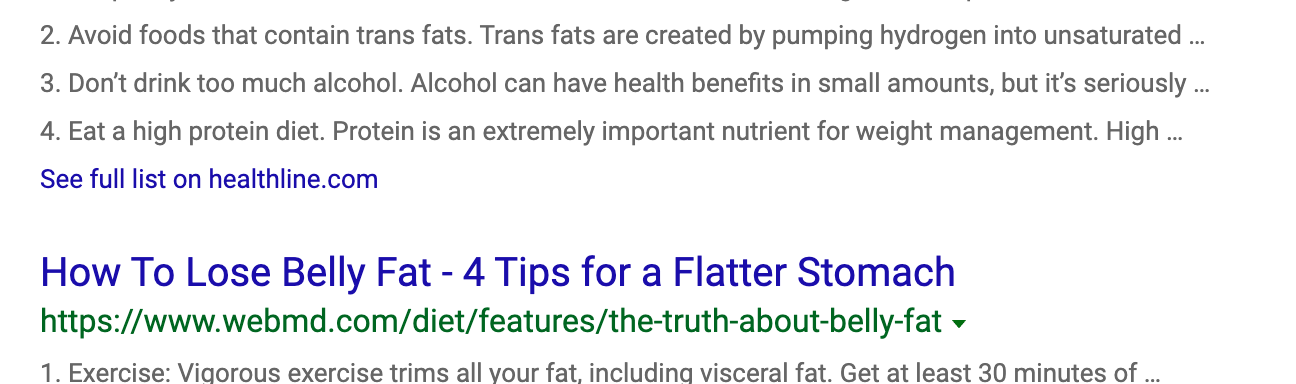 2. Avoid foods that contain trans fats. Trans fats are created by pumping hydrogen into unsaturated ...
3. Don’t drink too much alcohol. Alcohol can have health benefits in small amounts, but it’s seriously ...
4. Eat a high protein diet. Protein is an extremely important nutrient for weight management. High ...
See full list on healthline.com
How To Lose Belly Fat - 4 Tips for a Flatter Stomach
https://www.webmd.com/diet/features/the-truth-about-belly-fat
1. Exercise: Vigorous exercise trims all your fat, including visceral fat. Get at least 30 minutes of ...